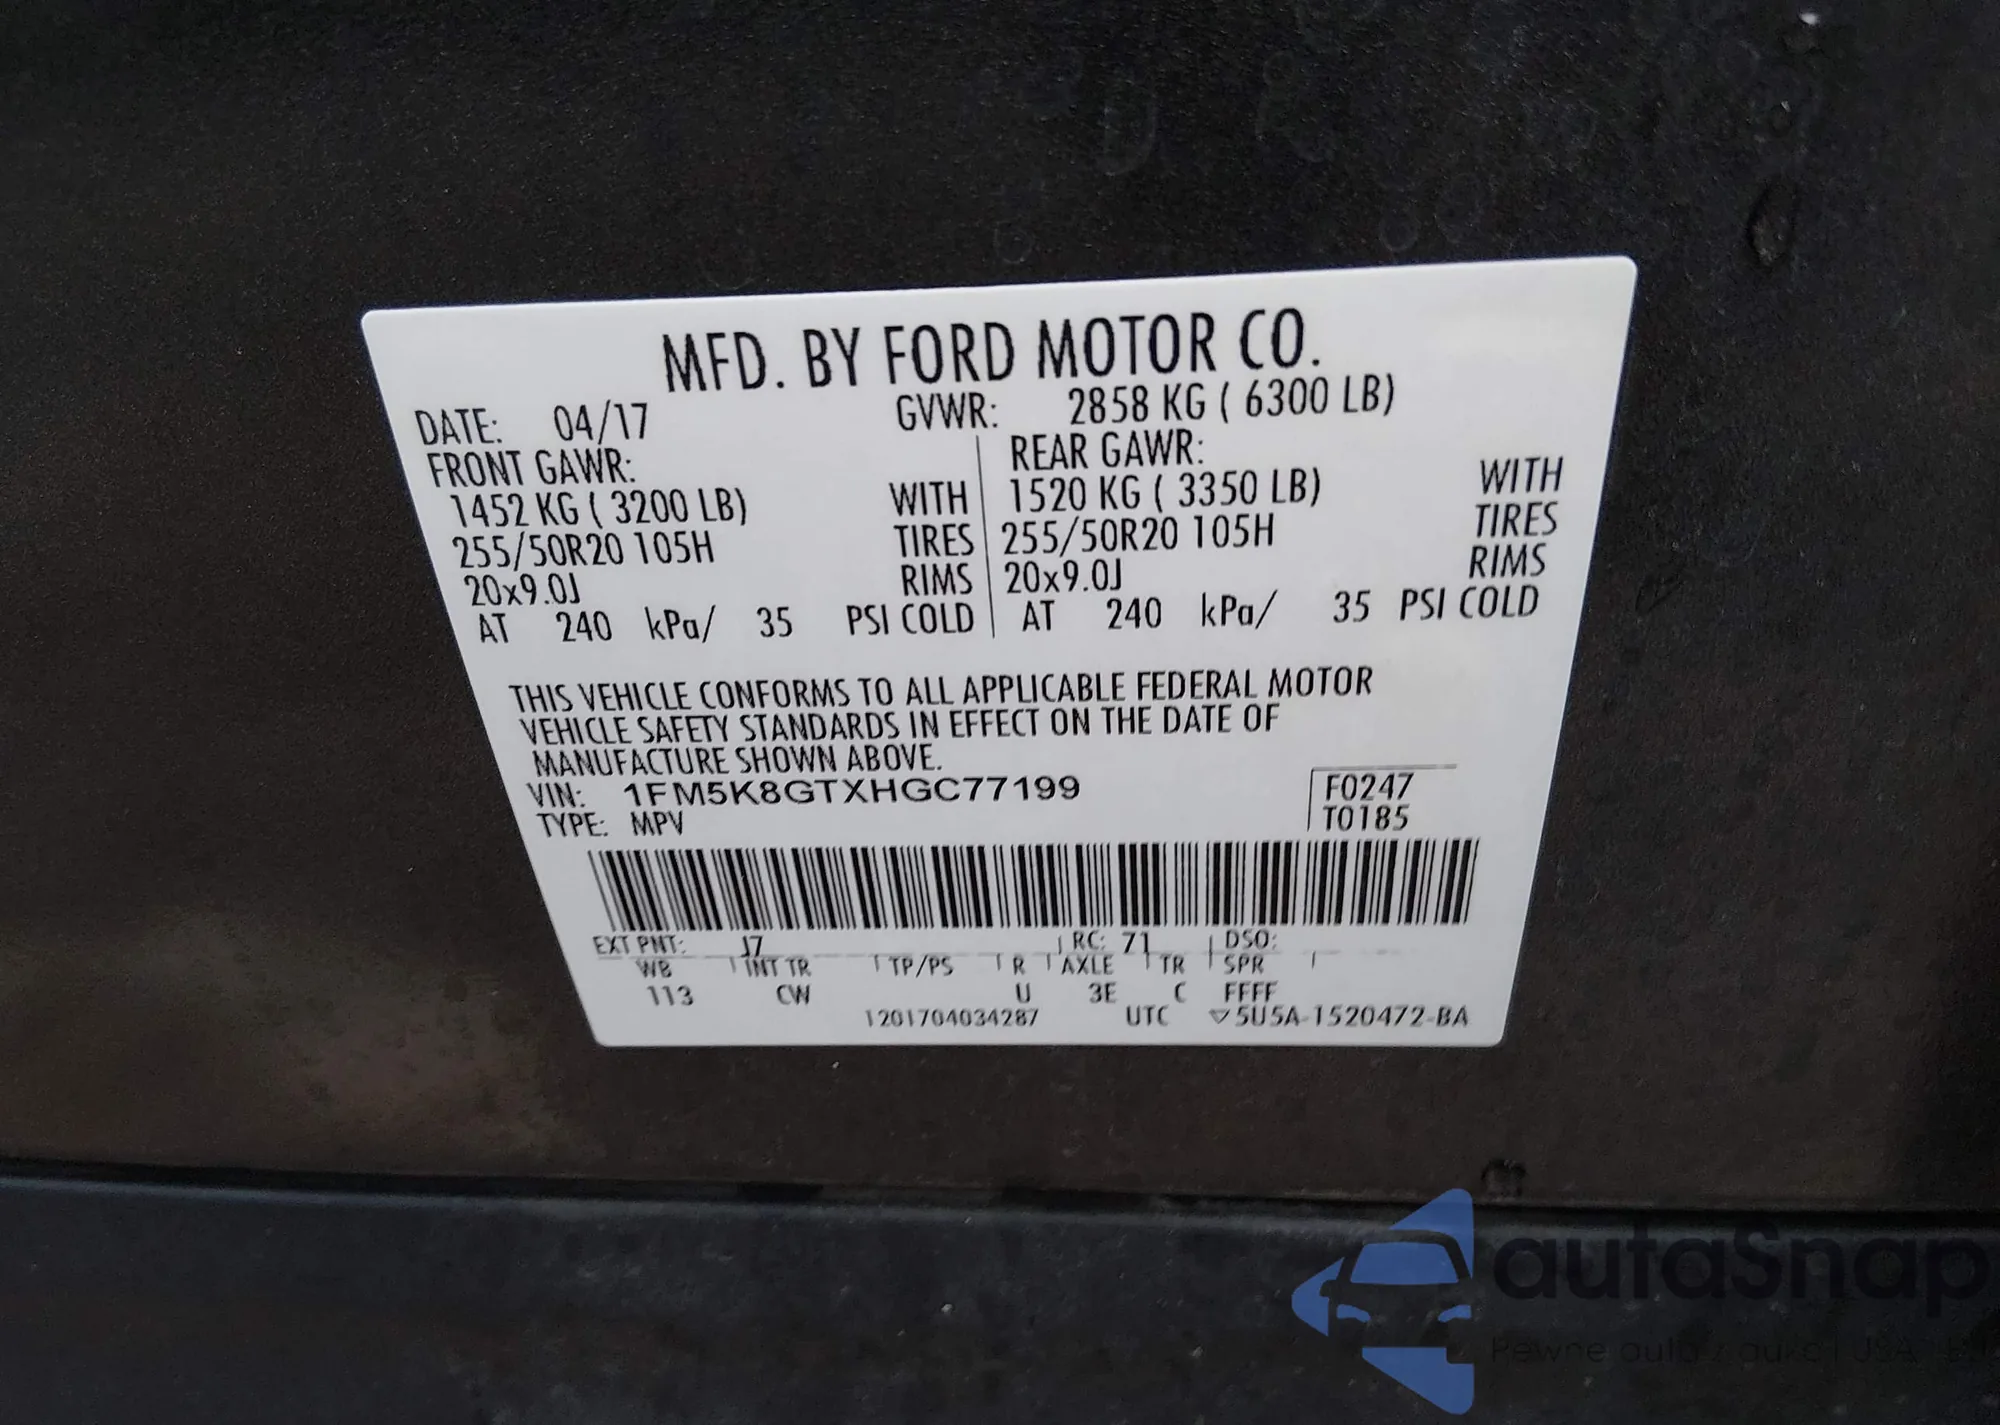 MFD. BY FORD MOTOR CO.
DATE: 04/17 GVWR: 2858 KG ( 6300 LB)
FRONT GAWR: REAR GAWR:
1452 KG ( 3200 LB) WITH 1520 KG ( 3350 LB) WITH
255/50R20 105H TIRES 255/50R20 105H TIRES
20x9.0J RIMS 20x9.0J RIMS
AT 240 kPa/ 35 PSI COLD AT 240 kPa/ 35 PSI COLD
THIS VEHICLE CONFORMS TO ALL APPLICABLE FEDERAL MOTOR
VEHICLE SAFETY STANDARDS IN EFFECT ON THE DATE OF
MANUFACTURE SHOWN ABOVE.
VIN: 1FM5K8GTXHGC77199 F0247
TYPE: MPV T0185
EXT PNT: J7 RC: 71 DSO:
WB INT TR TP/PS R AXLE TR SPR
113 CW U 3E C FFFF
1201704034287 UTC ▽5U5A-1520472-BA
autaSnap
Pewne auta z aukcji USA